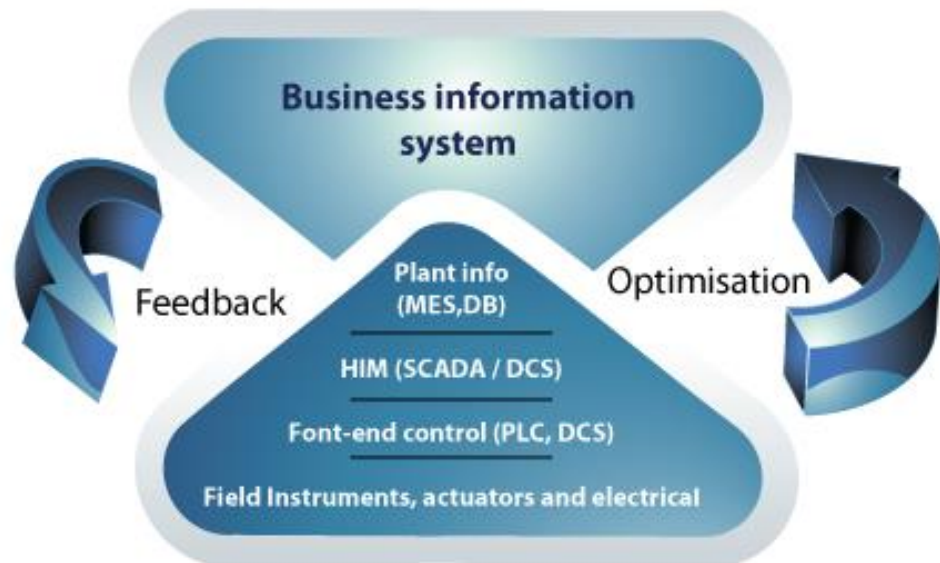 Business information
system
Feedback
Optimisation
Plant info
(MES,DB)
HIM (SCADA / DCS)
Font-end control (PLC, DCS)
Field Instruments, actuators and electrical